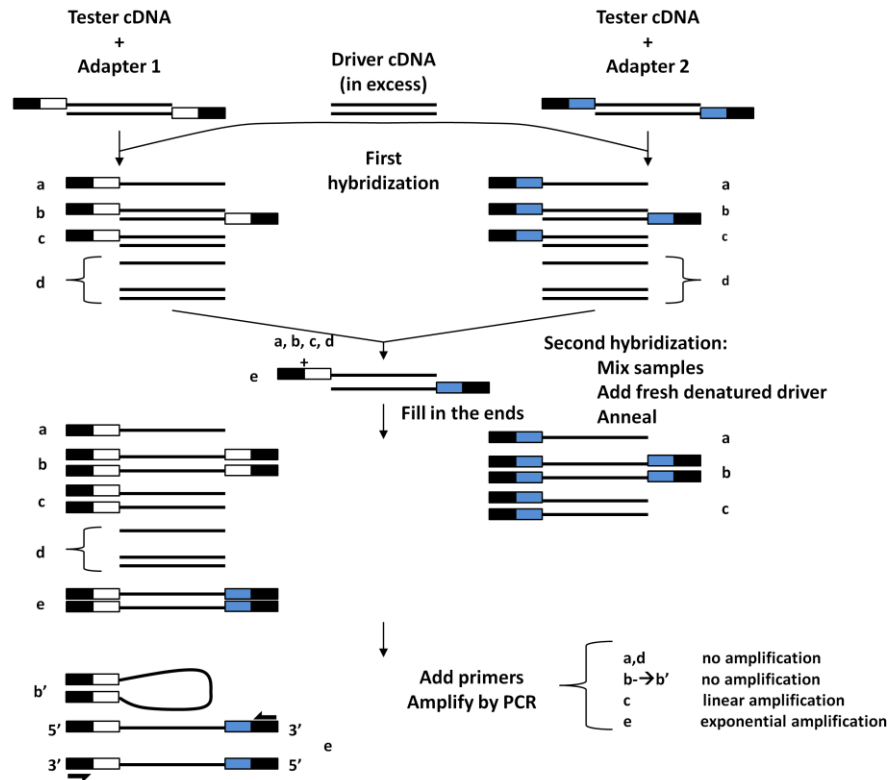 Tester cDNA
+
Adapter 1
Driver cDNA
(in excess)
Tester cDNA
+
Adapter 2
First
hybridization
a
b
c
d
a
b
c
d
a, b, c, d
+
e
Second hybridization:
Mix samples
Add fresh denatured driver
Anneal
Fill in the ends
a
b
c
d
e
a
b
c
Add primers
Amplify by PCR
a,d no amplification
b-→b’ no amplification
c linear amplification
e exponential amplification
b’
5’ 3’
e
3’ 5’